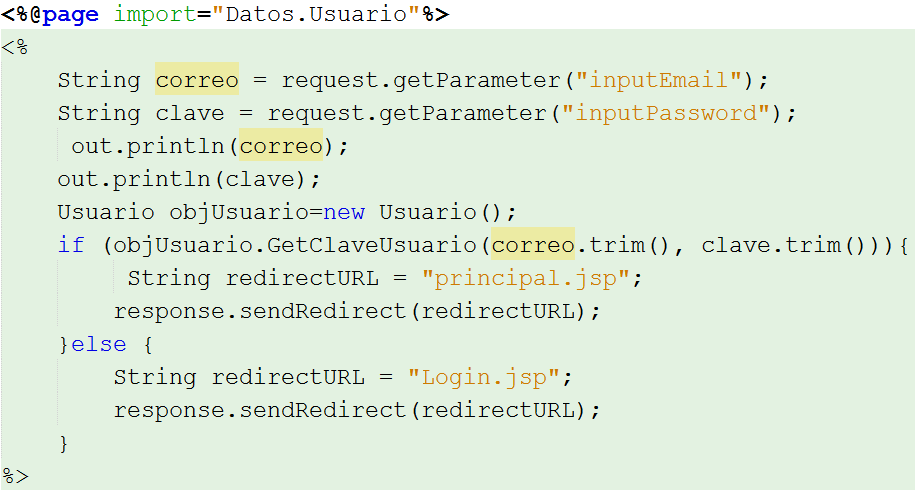 <%@page import="Datos.Usuario"%>
<%
    String correo = request.getParameter("inputEmail");
    String clave = request.getParameter("inputPassword");
     out.println(correo);
    out.println(clave);
    Usuario objUsuario=new Usuario();
    if (objUsuario.GetClaveUsuario(correo.trim(), clave.trim())){
         String redirectURL = "principal.jsp";
        response.sendRedirect(redirectURL);
    }else {
        String redirectURL = "Login.jsp";
        response.sendRedirect(redirectURL);
    }
%>